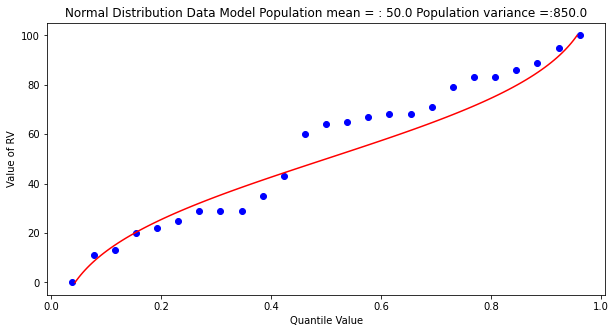 Normal Distribution Data Model Population mean = : 50.0 Population variance =:850.0
100
80
60
40
20
0
Value of RV
0.0 0.2 0.4 0.6 0.8 1.0
Quantile Value